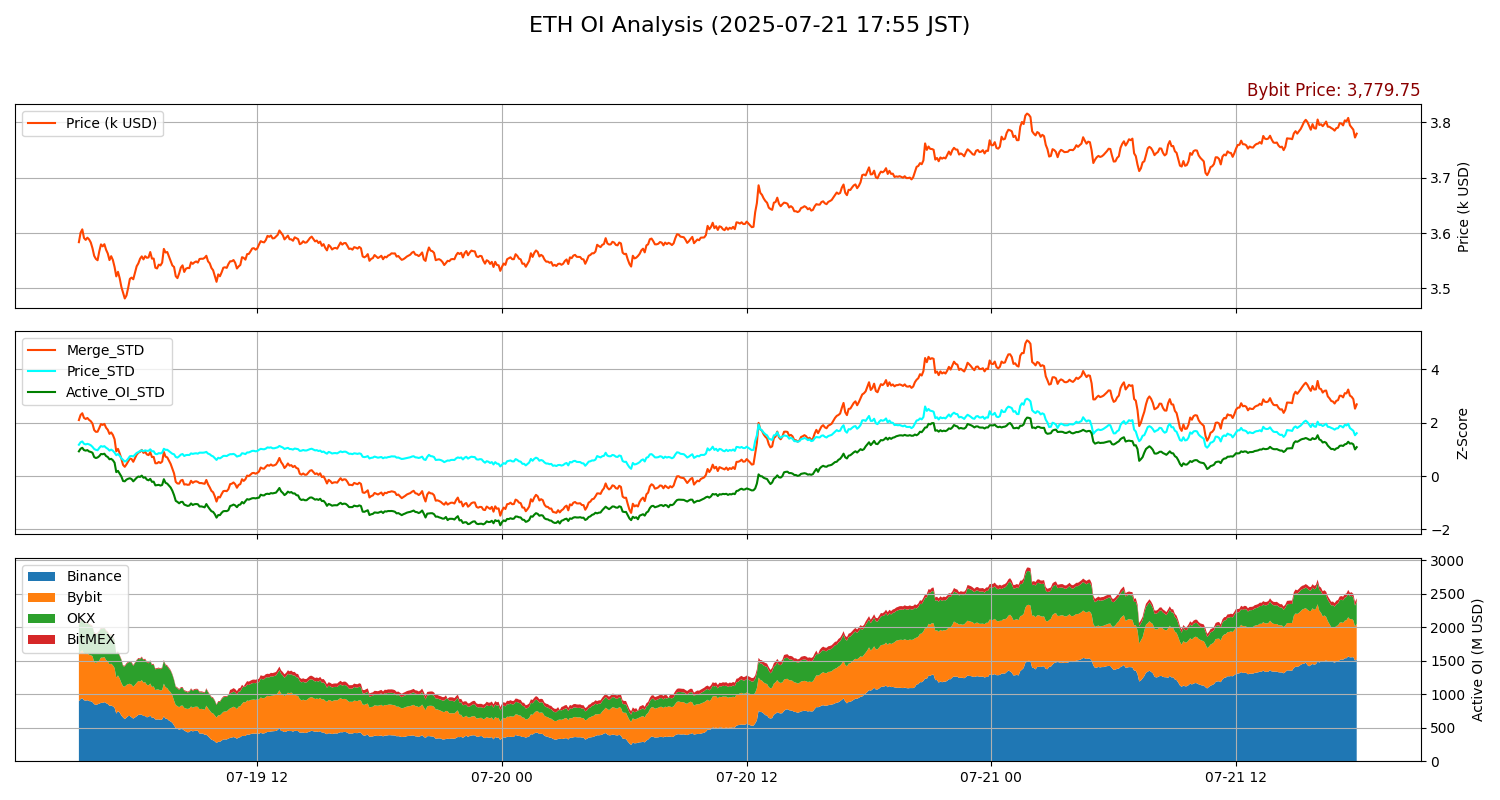 ETH OI Analysis (2025-07-21 17:55 JST)
Bybit Price: 3,779.75
Price (k USD)
3.8
3.7
3.6
3.5
Price (k USD)
Merge_STD
Price_STD
Active_OI_STD
4
2
0
−2
Z-Score
Binance
Bybit
OKX
BitMEX
3000
2500
2000
1500
1000
500
0
Active OI (M USD)
07-19 12
07-20 00
07-20 12
07-21 00
07-21 12